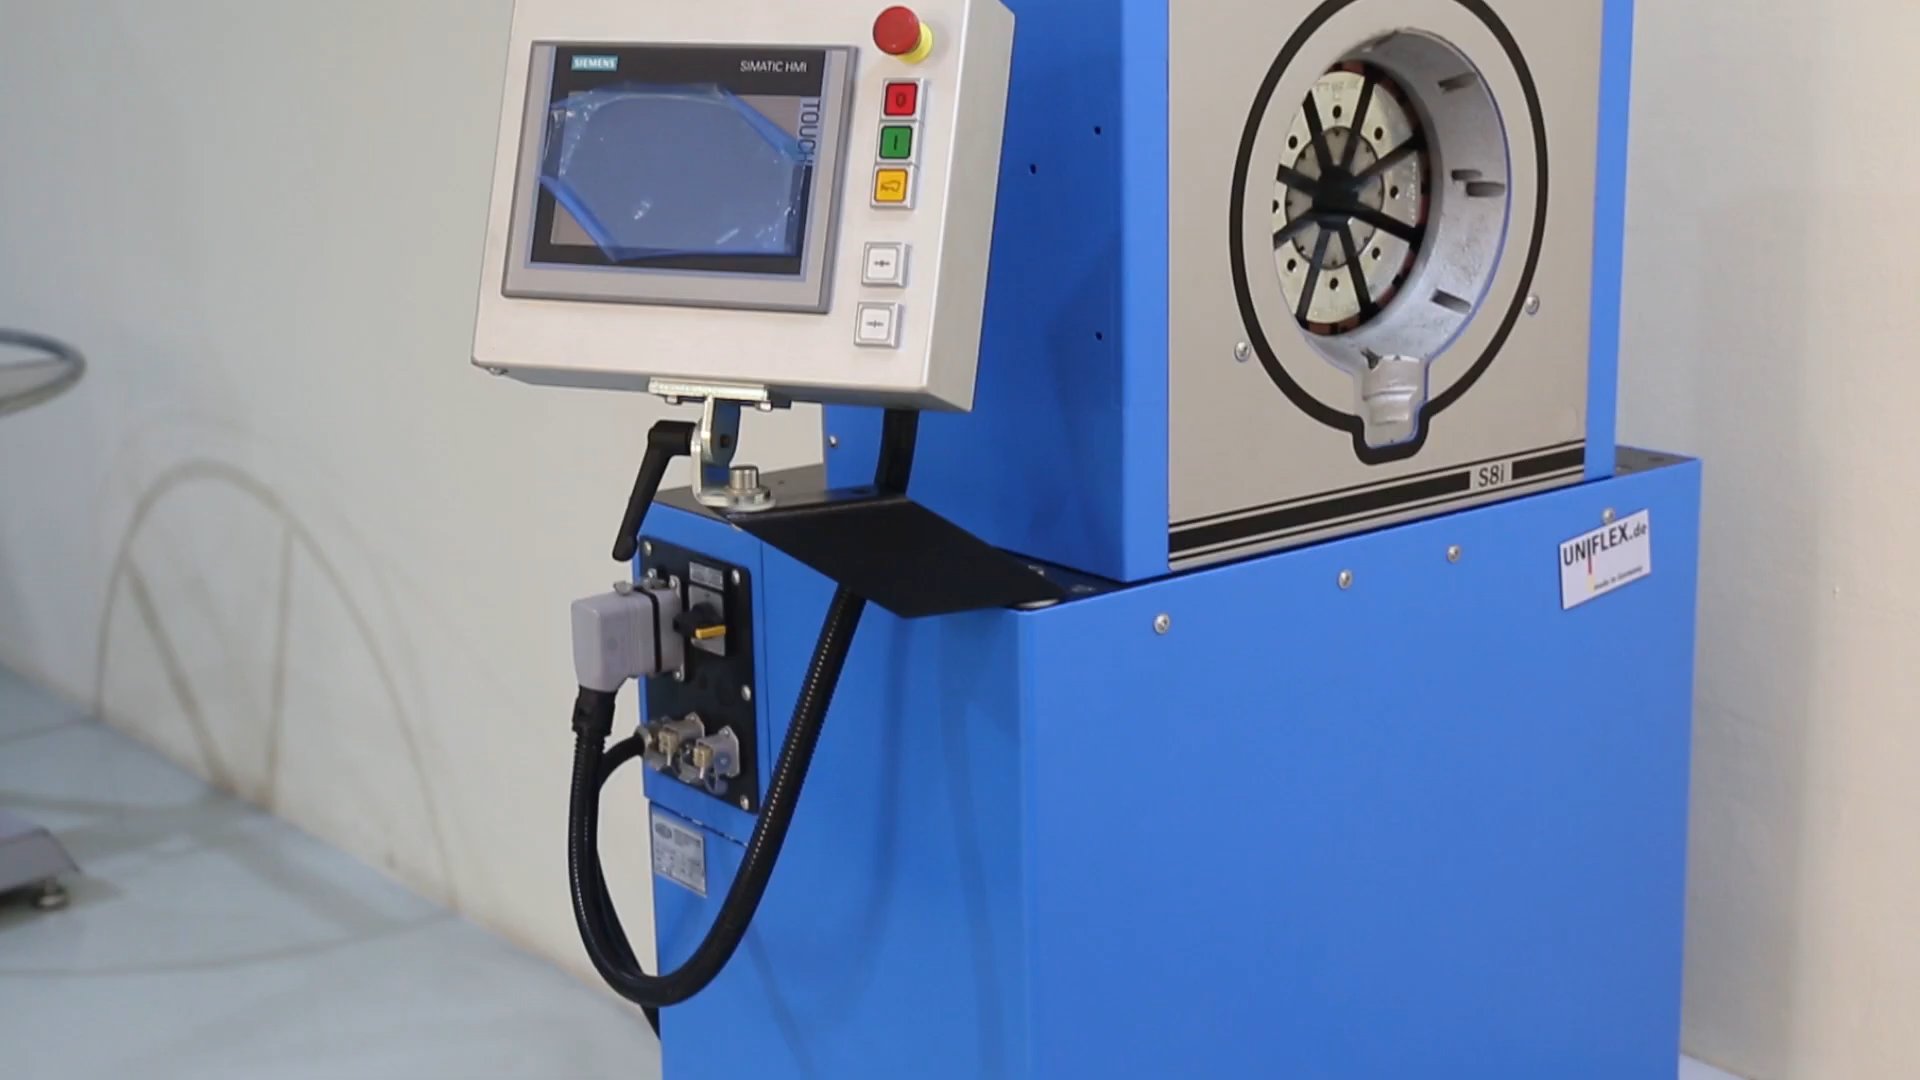 SIEMENS
SIMATIC HMI
TOUCH
0
I
S8i
UNIFLEX.de
made in Germany